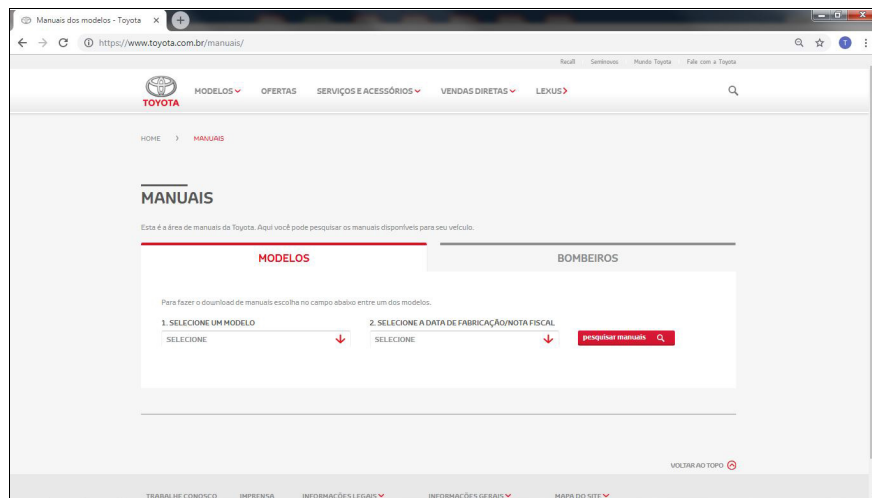 Manuais dos modelos - Toyota
https://www.toyota.com.br/manuais/
T
Recall Seminovos Mundo Toyota Fale com a Toyota
TOYOTA
MODELOS OFERTAS SERVIÇOS E ACESSÓRIOS VENDAS DIRETAS LEXUS
HOME MANUAIS
MANUAIS
Esta é a área de manuais da Toyota. Aqui você pode pesquisar os manuais disponíveis para seu veículo.
MODELOS BOMBEIROS
Para fazer o download de manuais escolha no campo abaixo entre um dos modelos.
1. SELECIONE UM MODELO 2. SELECIONE A DATA DE FABRICAÇÃO/NOTA FISCAL
SELECIONE SELECIONE pesquisar manuais
VOLTAR AO TOPO
TRABALHE CONOSCO IMPRENSA INFORMAÇÕES LEGAIS INFORMAÇÕES GERAIS MAPA DO SITE